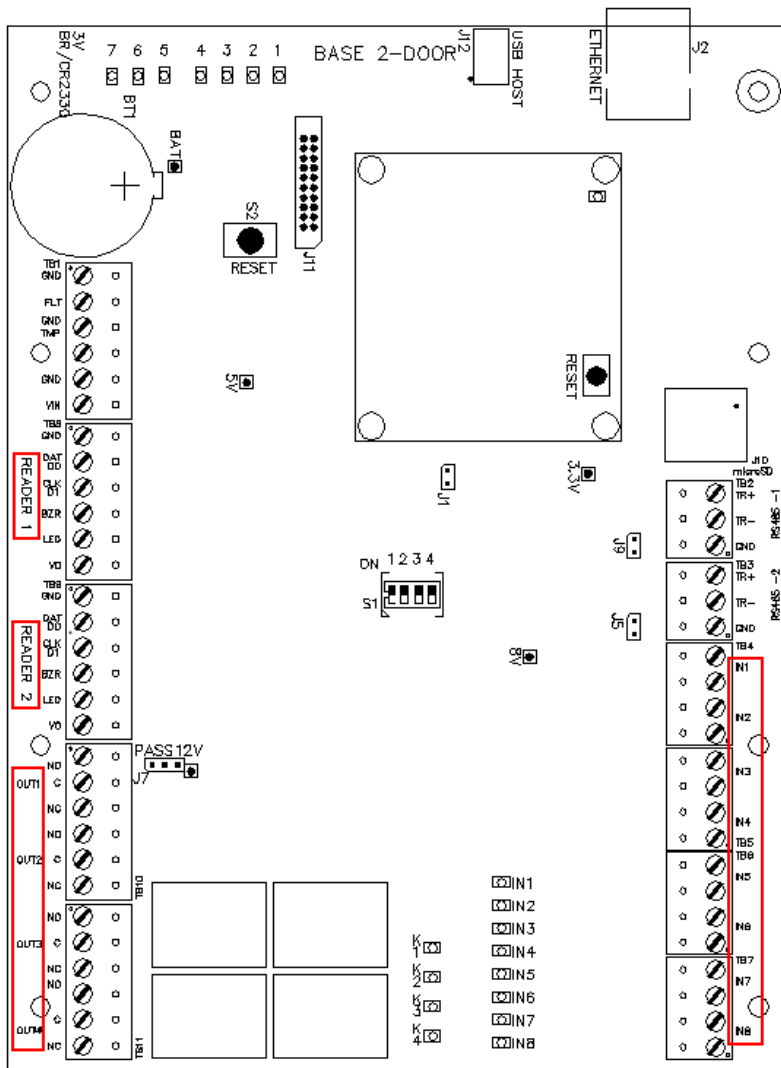 3V
BR/CR2330
7 6 5 4 3 2 1
BT1
BASE 2-DOOR
J12
USB HOST
ETHERNET
J2
BAT
S2
RESET
J11
TB1
GND
FLT
GND
TMP
GND
VIN
5V
RESET
READER 1
TB8
GND
DAT
D0
CLK
D1
BZR
LED
VO
J1
3.3V
J10
microSD
TB2
TR+
TR-
GND
RS485 -1
J9
TB3
TR+
TR-
GND
RS485 -2
J5
ON 1 2 3 4
S1
8V
READER 2
TB9
GND
DAT
D0
CLK
D1
BZR
LED
VO
TB4
IN1
IN2
IN3
IN4
TB5
TB6
IN5
IN6
TB7
IN7
IN8
PASS 12V
J7
NO
OUT1 C
NC
NO
OUT2 C
NC
TB10
NO
OUT3 C
NC
NO
OUT4 C
NC
TB11
K1
K2
K3
K4
IN1
IN2
IN3
IN4
IN5
IN6
IN7
IN8